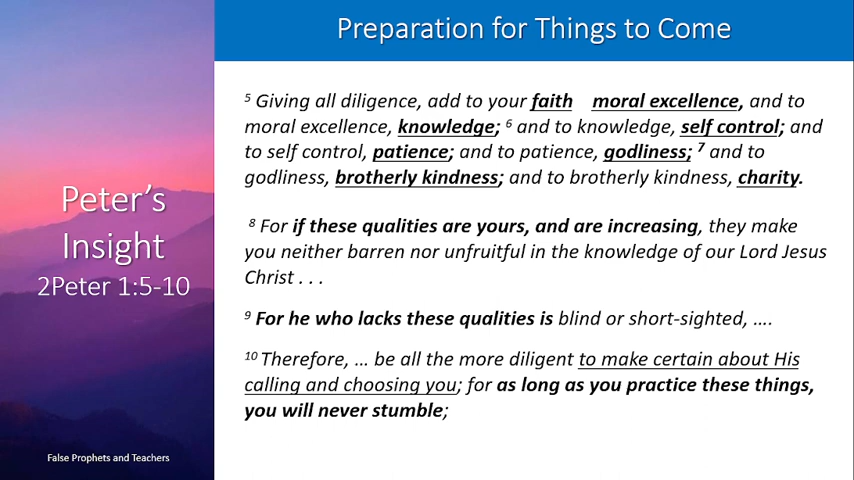 Preparation for Things to Come
Peter's
Insight
2Peter 1:5-10
5 Giving all diligence, add to your faith moral excellence, and to
moral excellence, knowledge; 6 and to knowledge, self control; and
to self control, patience; and to patience, godliness; 7 and to
godliness, brotherly kindness; and to brotherly kindness, charity.
8 For if these qualities are yours, and are increasing, they make
you neither barren nor unfruitful in the knowledge of our Lord Jesus
Christ . . .
9 For he who lacks these qualities is blind or short-sighted, ....
10 Therefore, ... be all the more diligent to make certain about His
calling and choosing you; for as long as you practice these things,
you will never stumble;
False Prophets and Teachers